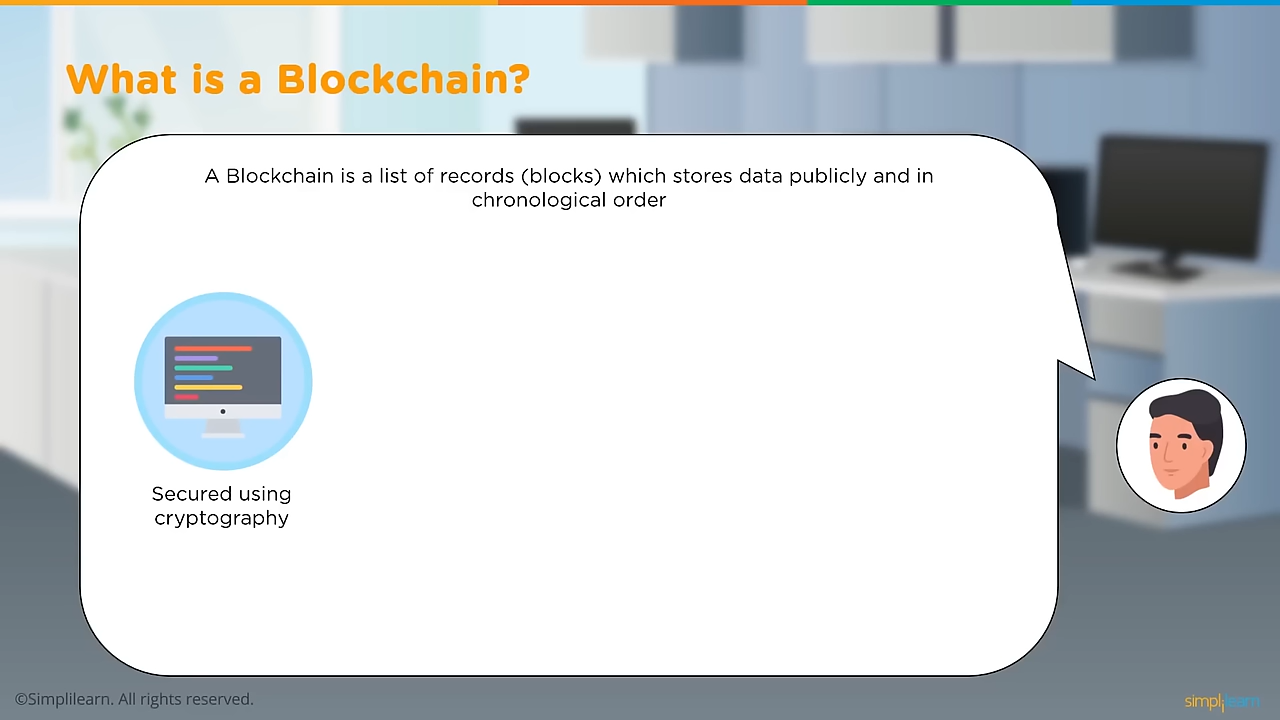 What is a Blockchain?
A Blockchain is a list of records (blocks) which stores data publicly and in
chronological order
Secured using
cryptography
©Simplilearn. All rights reserved.
simplilearn